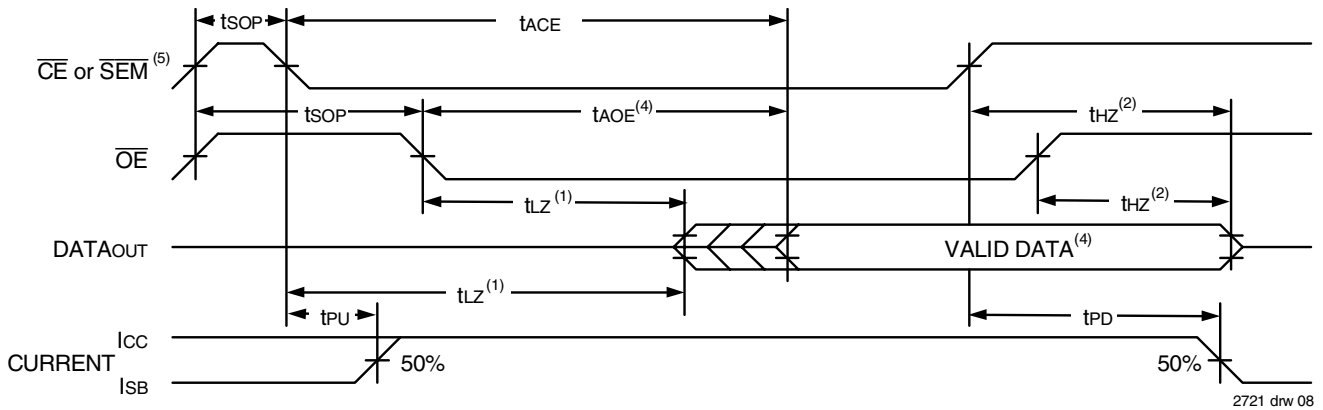 tSOP
tACE
CE or SEM (5)
tSOP
tAOE(4)
tHZ(2)
OE
tLZ (1)
tHZ(2)
DATAOUT
VALID DATA(4)
tLZ(1)
tPU
tPD
ICC
CURRENT
50%
50%
ISB
2721 drw 08